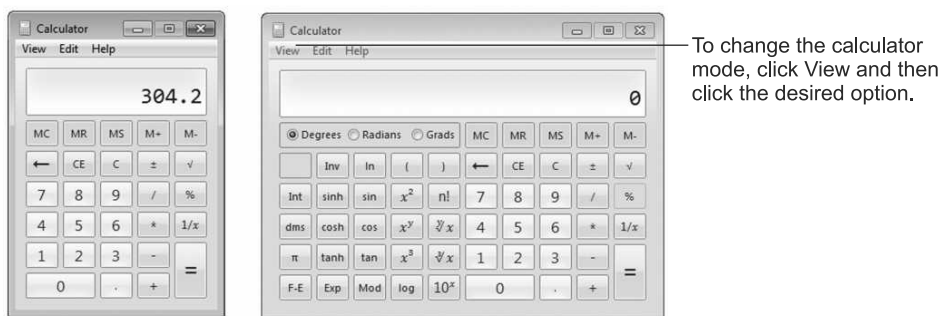 Calculator
View Edit Help
304.2
MC MR MS M+ M-
← CE C ± √
7 8 9 / %
4 5 6 * 1/x
1 2 3 - =
0 . +
Calculator
View Edit Help
0
Degrees Radians Grads MC MR MS M+ M-
Inv ln ( ) ← CE C ± √
Int sinh sin x² n! 7 8 9 / %
dms cosh cos xʸ ʸ√x 4 5 6 * 1/x
π tanh tan x³ ³√x 1 2 3 - =
F-E Exp Mod log 10ˣ 0 . +
To change the calculator
mode, click View and then
click the desired option.